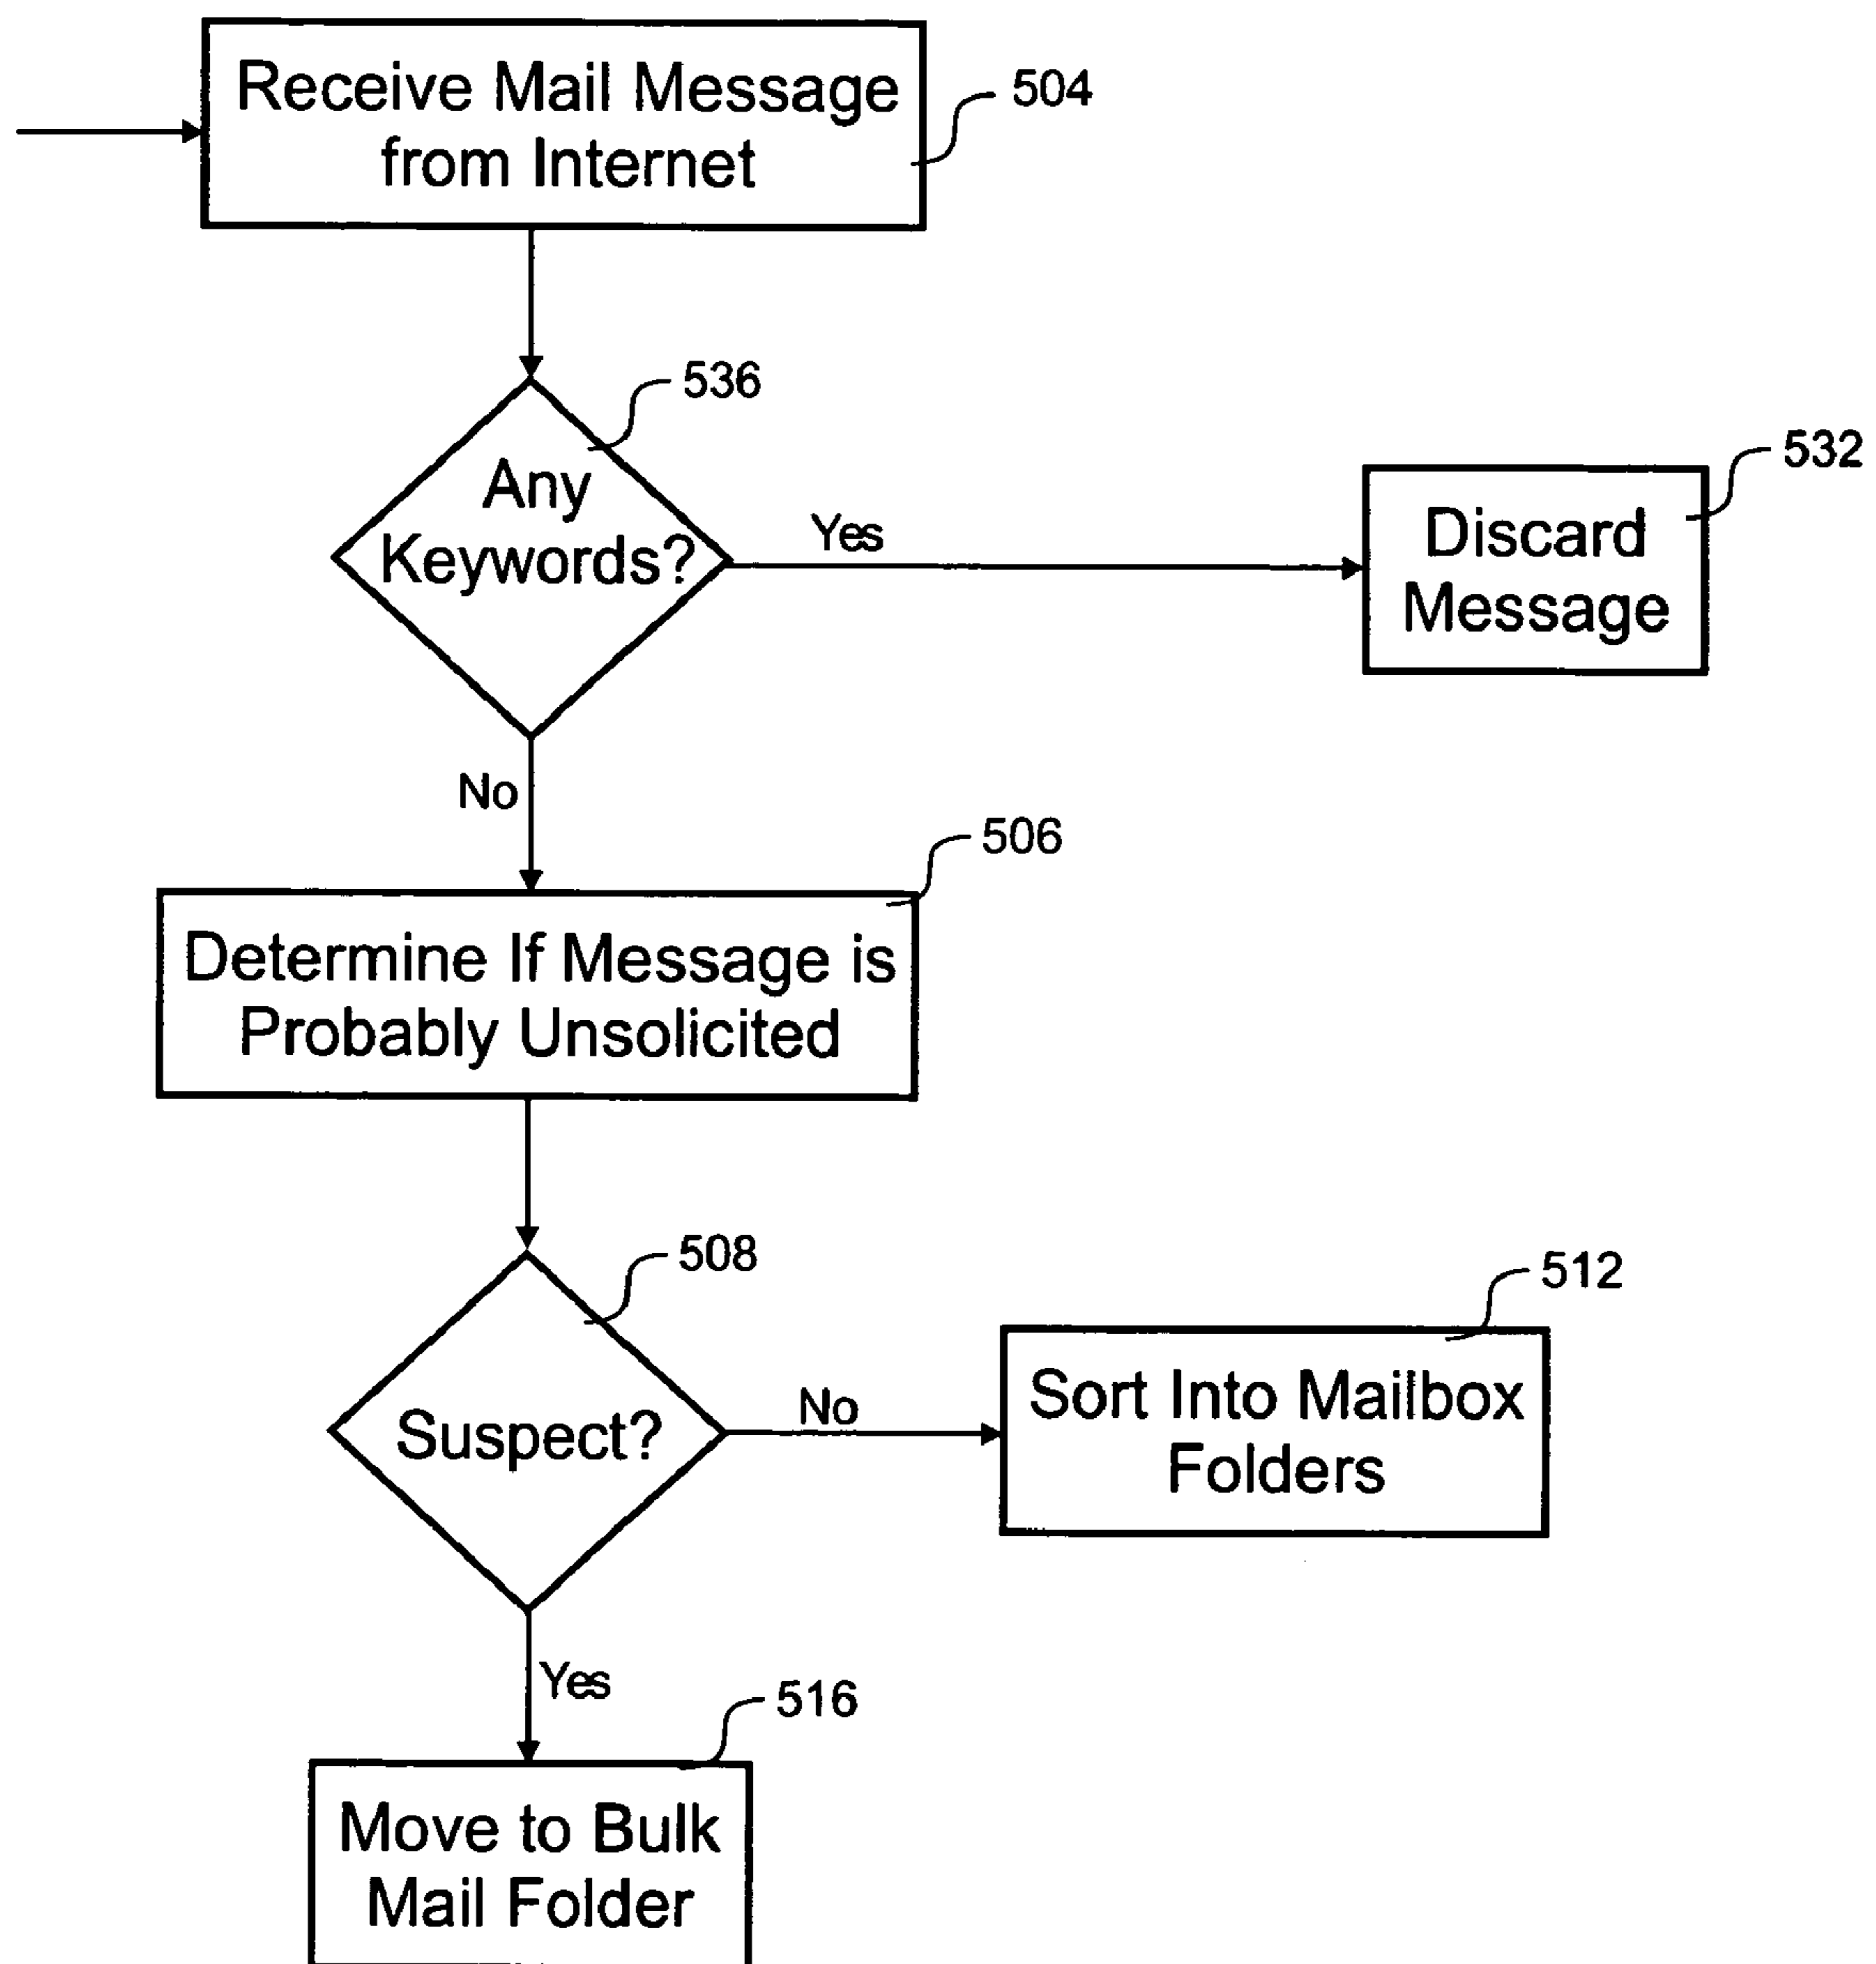 Receive Mail Message
from Internet
504
536
Any
Keywords?
Yes
532
Discard
Message
No
506
Determine If Message is
Probably Unsolicited
508
Suspect?
No
512
Sort Into Mailbox
Folders
Yes
516
Move to Bulk
Mail Folder